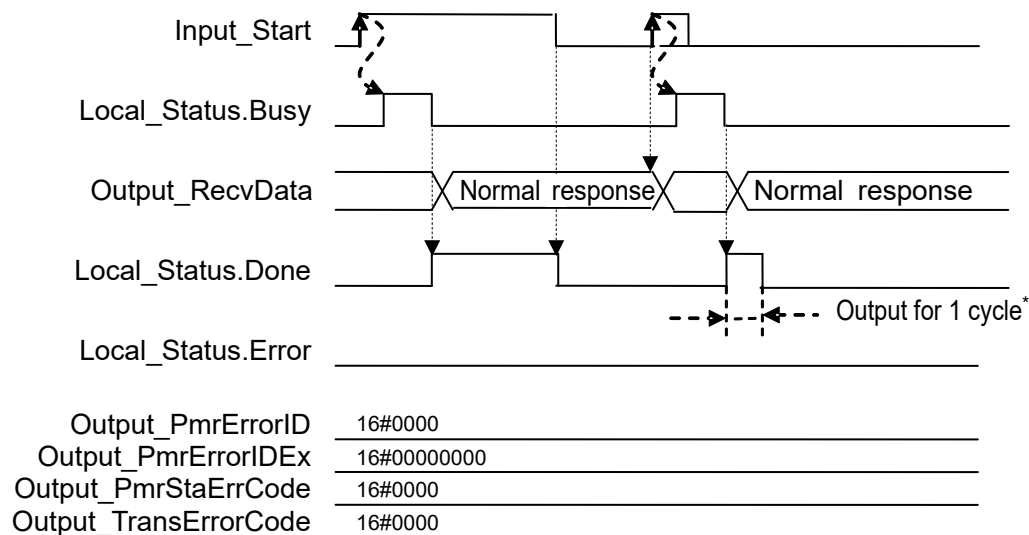 Input_Start
Local_Status.Busy
Output_RecvData Normal response Normal response
Local_Status.Done
Output for 1 cycle*
Local_Status.Error
Output_PmrErrorID 16#0000
Output_PmrErrorIDEx 16#00000000
Output_PmrStaErrCode 16#0000
Output_TransErrorCode 16#0000